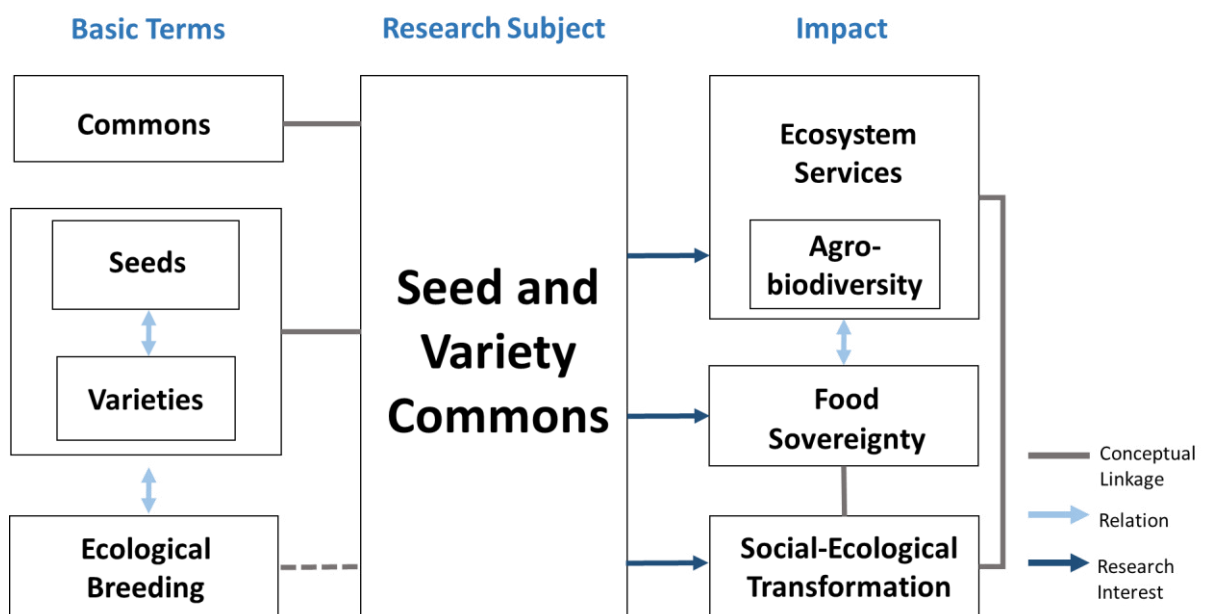 Basic Terms
Research Subject
Impact
Commons
Seeds
Varieties
Ecological
Breeding
Seed and
Variety
Commons
Ecosystem
Services
Agro-
biodiversity
Food
Sovereignty
Social-Ecological
Transformation
Conceptual
Linkage
Relation
Research
Interest